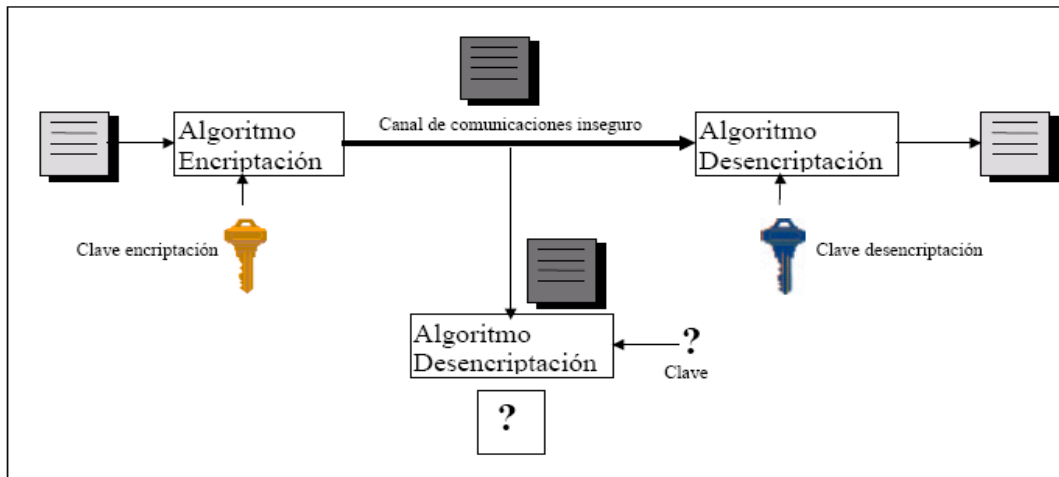 Canal de comunicaciones inseguro
Algoritmo
Encriptación
Algoritmo
Desencriptación
Clave encriptación
Clave desencriptación
Algoritmo
Desencriptación
?
Clave
?